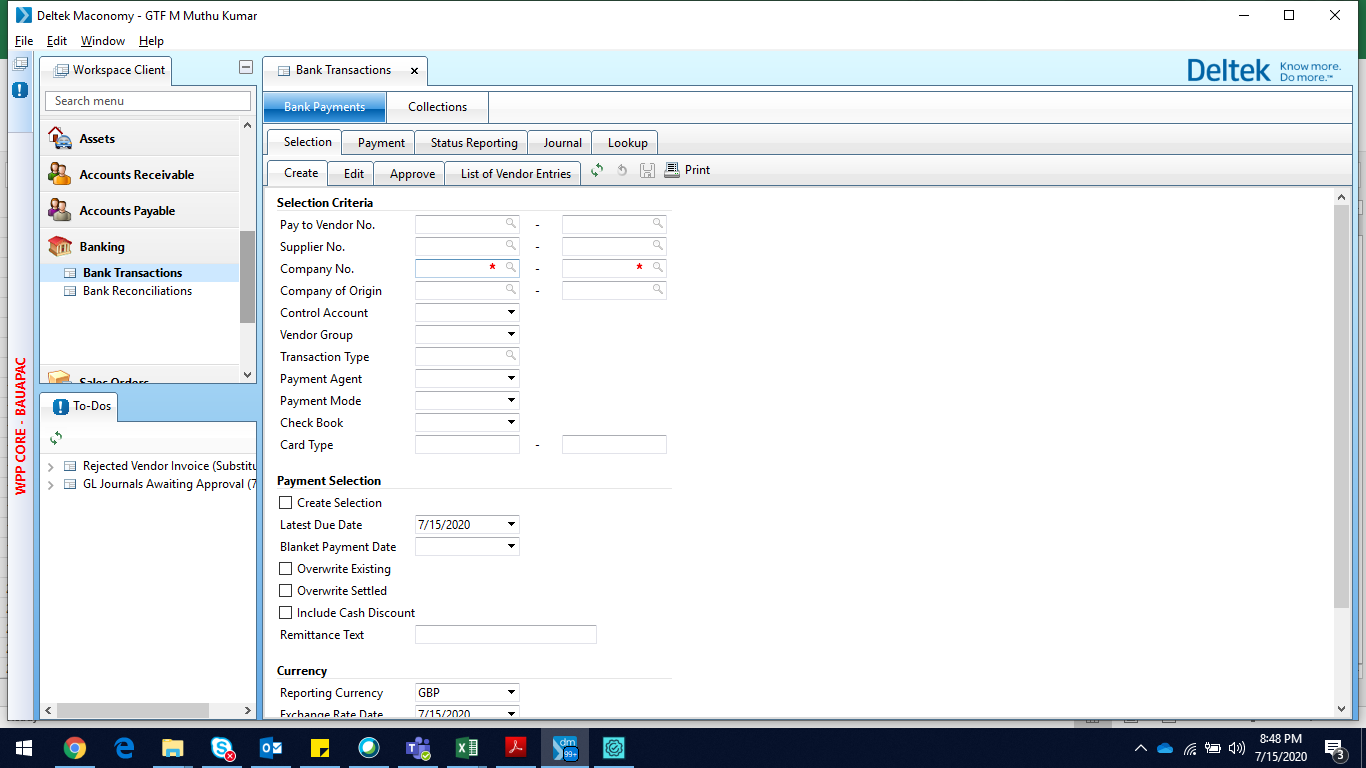 Deltek Maconomy - GTF M Muthu Kumar
File Edit Window Help
Workspace Client
Search menu
Assets
Accounts Receivable
Accounts Payable
Banking
Bank Transactions
Bank Reconciliations
Sales Orders
To-Dos
Rejected Vendor Invoice (Substitu
GL Journals Awaiting Approval (7
WPP CORE - BAUAPAC
Bank Transactions
Deltek Know more.
Do more.™
Bank Payments Collections
Selection Payment Status Reporting Journal Lookup
Create Edit Approve List of Vendor Entries Print
Selection Criteria
Pay to Vendor No. -
Supplier No. -
Company No. * - *
Company of Origin -
Control Account
Vendor Group
Transaction Type
Payment Agent
Payment Mode
Check Book
Card Type -
Payment Selection
Create Selection
Latest Due Date 7/15/2020
Blanket Payment Date
Overwrite Existing
Overwrite Settled
Include Cash Discount
Remittance Text
Currency
Reporting Currency GBP
Exchange Rate Date 7/15/2020
dm
99+
8:48 PM
7/15/2020
3